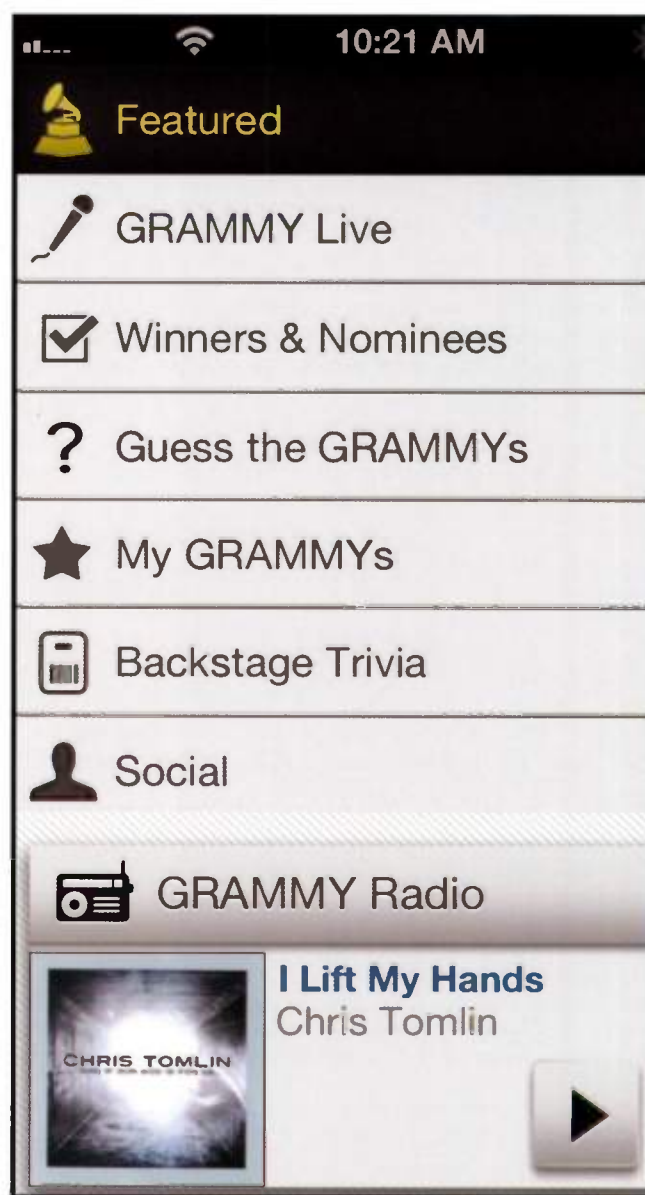 10:21 AM
Featured
GRAMMY Live
Winners & Nominees
Guess the GRAMMYs
My GRAMMYs
Backstage Trivia
Social
GRAMMY Radio
I Lift My Hands
Chris Tomlin
CHRIS TOMLIN